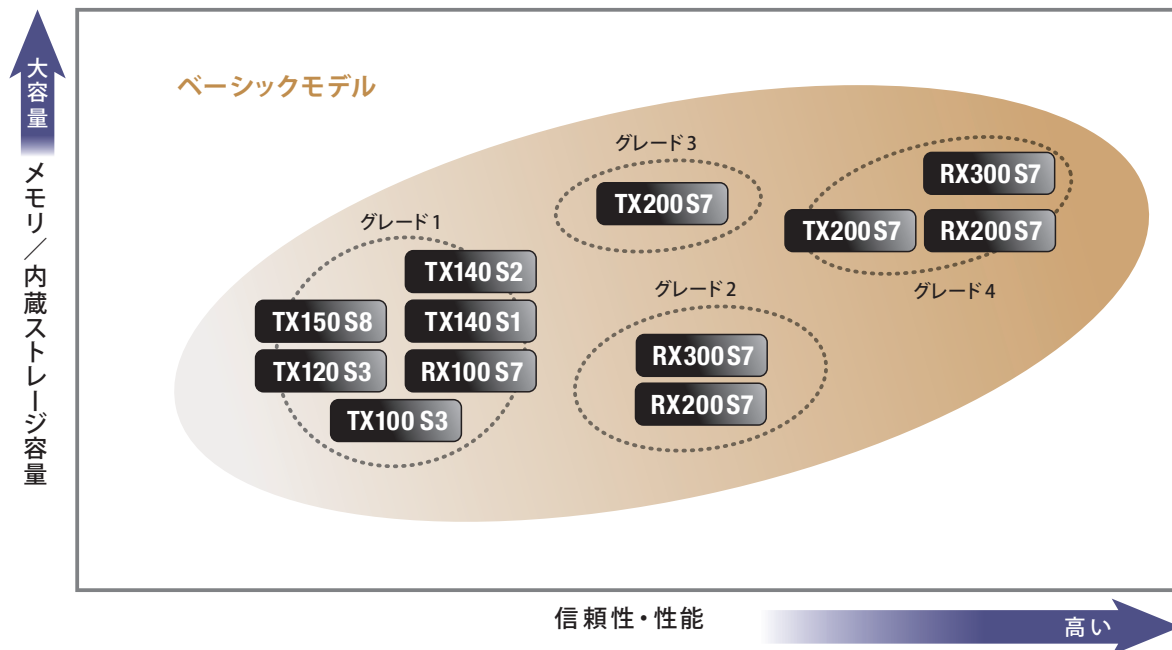 大容量
メモリ／内蔵ストレージ容量
ベーシックモデル
グレード1
TX140 S2
TX150 S8
TX140 S1
TX120 S3
RX100 S7
TX100 S3
グレード3
TX200 S7
グレード2
RX300 S7
RX200 S7
RX300 S7
TX200 S7
RX200 S7
グレード4
信頼性・性能
高い